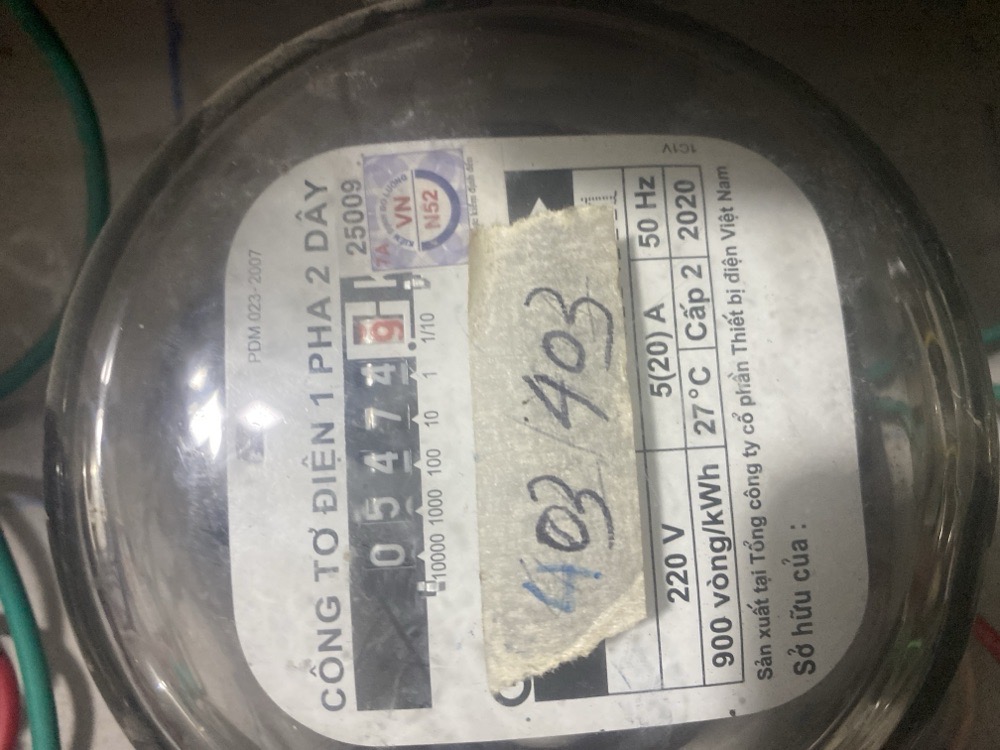 PDM 023-2007
CÔNG TƠ ĐIỆN 1 PHA 2 DÂY
25009
7A
VN
N52
0 5 4 7 4 9
10000 1000 100 10 1 1/10
403/403
220 V 5(20) A 50 Hz
900 vòng/kWh 27°C Cấp 2 2020
Sản xuất tại Tổng công ty cổ phần Thiết bị điện Việt Nam
Sở hữu của :
1C1V